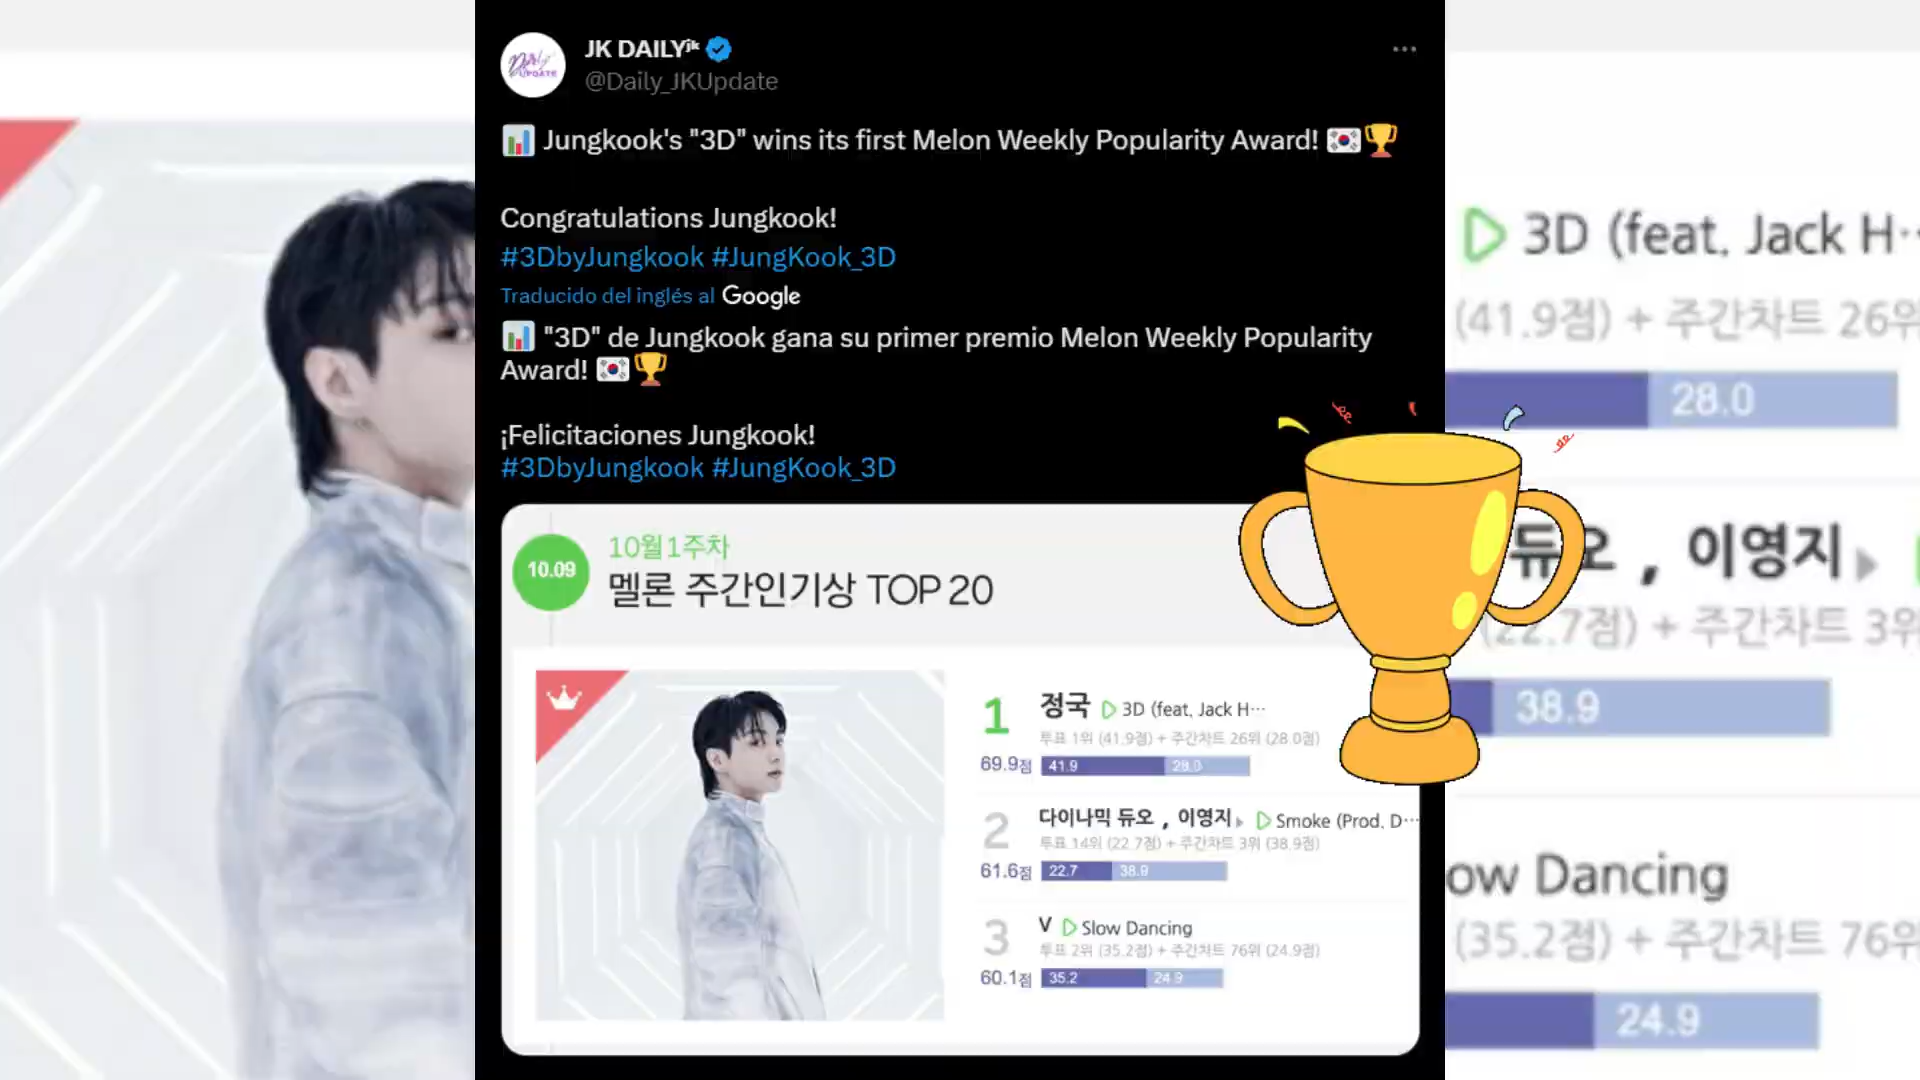 Daily
UPDATE
JK DAILYʲᵏ
@Daily_JKUpdate
📊 Jungkook's "3D" wins its first Melon Weekly Popularity Award! 🇰🇷🏆
Congratulations Jungkook!
#3DbyJungkook #JungKook_3D
Traducido del inglés al Google
📊 "3D" de Jungkook gana su primer premio Melon Weekly Popularity
Award! 🇰🇷🏆
¡Felicitaciones Jungkook!
#3DbyJungkook #JungKook_3D
10.09
10월 1주차
멜론 주간인기상 TOP 20
1 정국 3D (feat. Jack H…
투표 1위 (41.9점) + 주간차트 26위 (28.0점)
69.9점 41.9 28.0
2 다이나믹 듀오 , 이영지 Smoke (Prod. D…
투표 14위 (22.7점) + 주간차트 3위 (38.9점)
61.6점 22.7 38.9
3 V Slow Dancing
투표 2위 (35.2점) + 주간차트 76위 (24.9점)
60.1점 35.2 24.9
3D (feat. Jack H…
(41.9점) + 주간차트 26위
28.0
듀오 , 이영지
(22.7점) + 주간차트 3위
38.9
ow Dancing
(35.2점) + 주간차트 76위
24.9